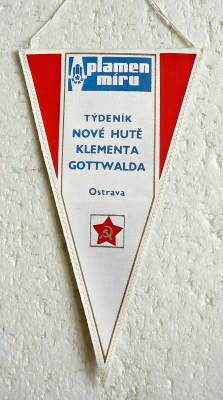 plamen
míru
TÝDENÍK
NOVÉ HUTĚ
KLEMENTA
GOTTWALDA
Ostrava